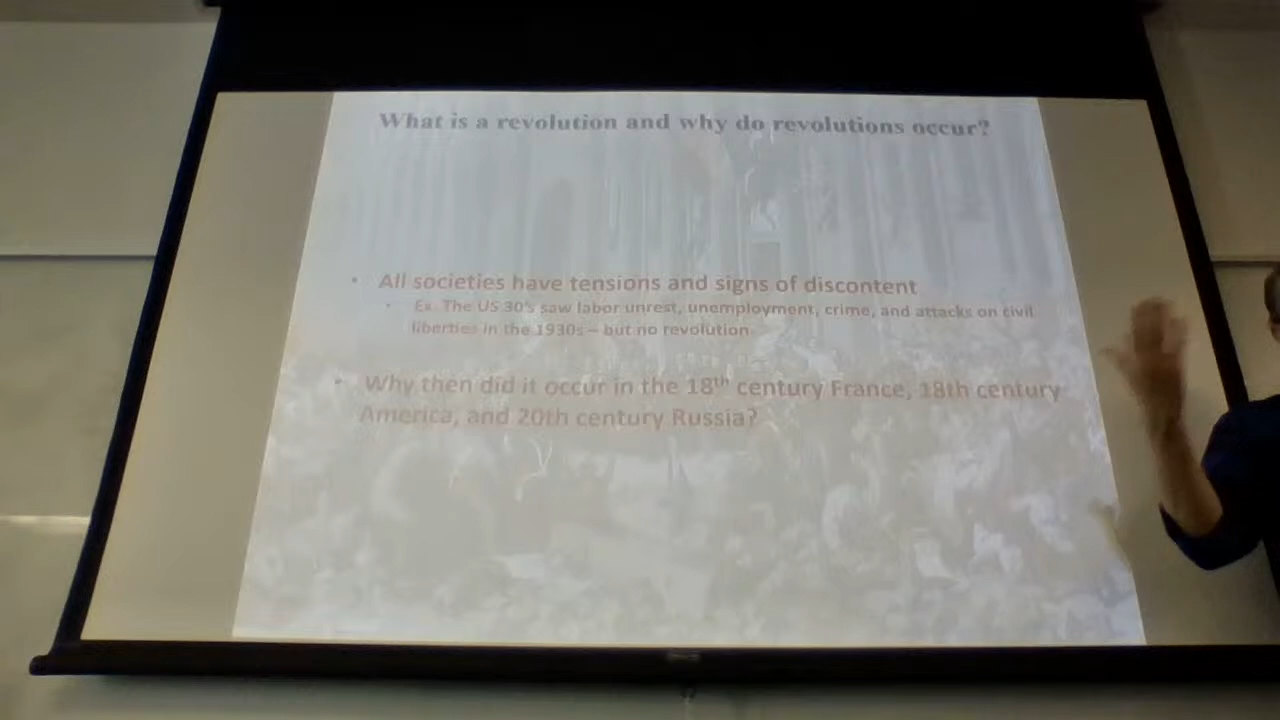 What is a revolution and why do revolutions occur?
• All societies have tensions and signs of discontent
• Ex. The US 30's saw labor unrest, unemployment, crime, and attacks on civil
liberties in the 1930s – but no revolution
• Why then did it occur in the 18th century France, 18th century
America, and 20th century Russia?